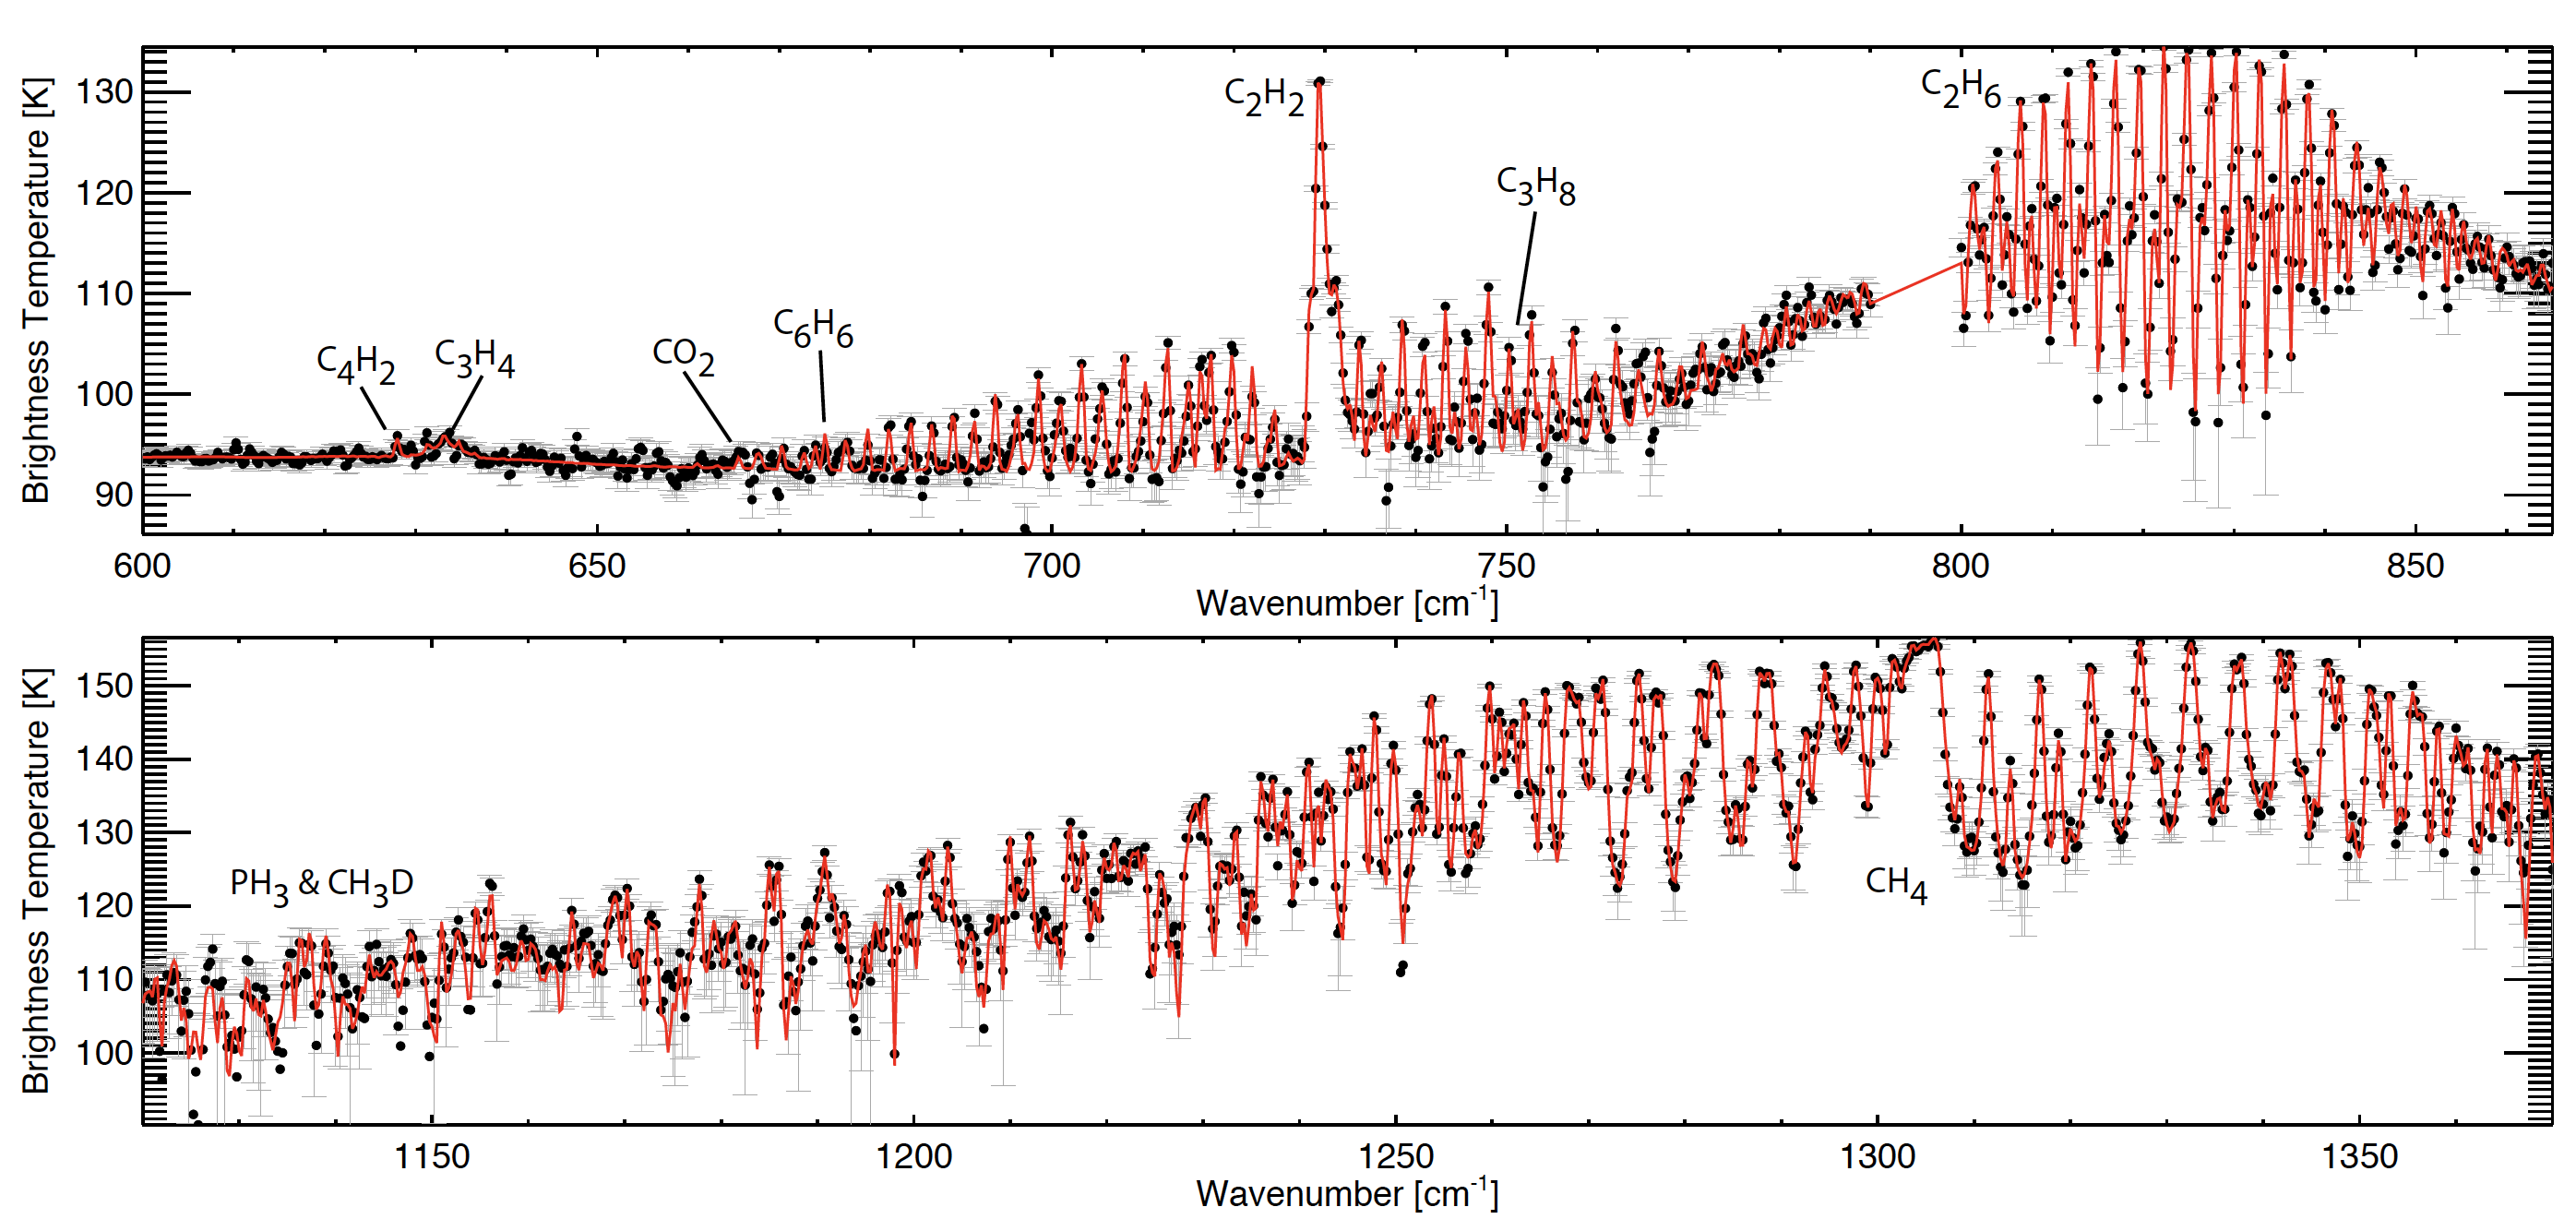 Brightness Temperature [K]
130
120
110
100
90
C₂H₂
C₂H₆
C₃H₈
C₆H₆
C₄H₂
C₃H₄
CO₂
600 650 700 750 800 850
Wavenumber [cm⁻¹]
Brightness Temperature [K]
150
140
130
120
110
100
PH₃ & CH₃D
CH₄
1150 1200 1250 1300 1350
Wavenumber [cm⁻¹]